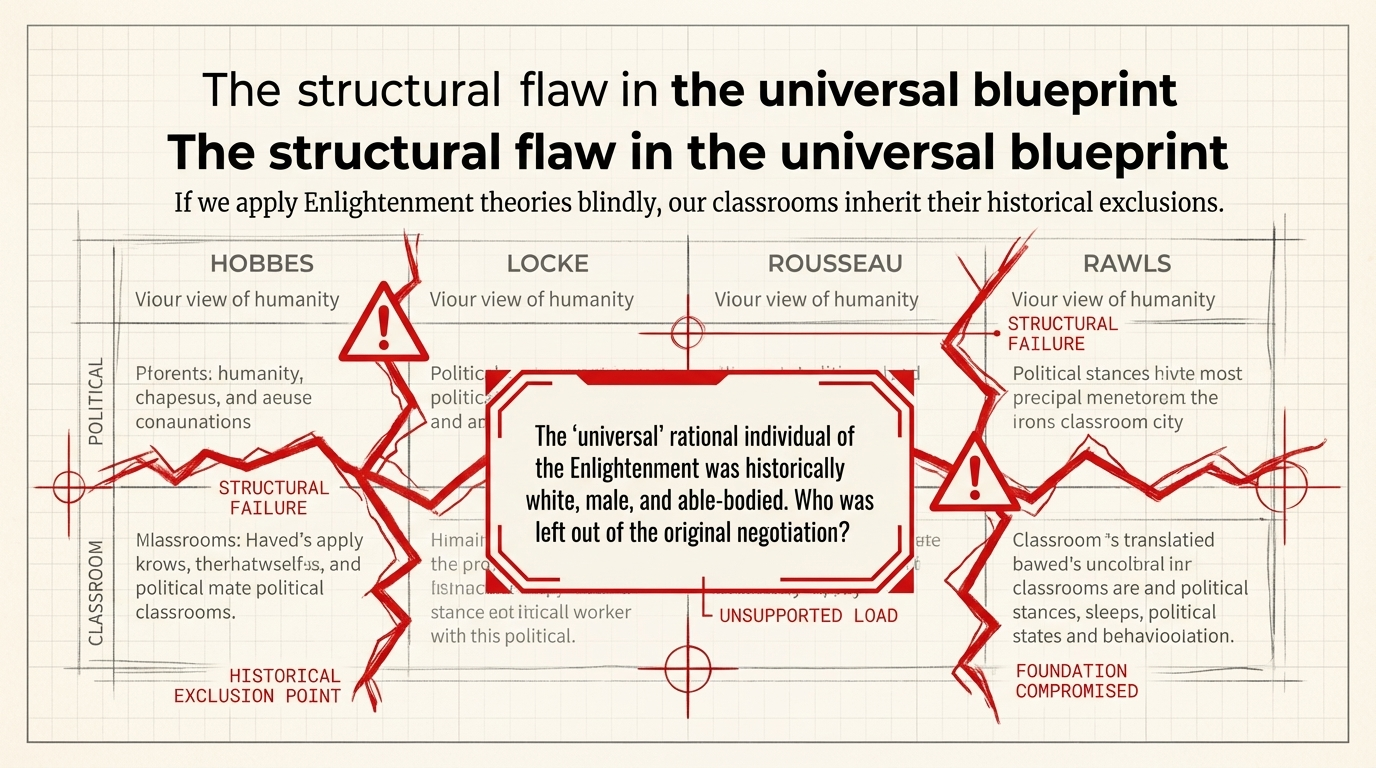 The structural flaw in the universal blueprint
The structural flaw in the universal blueprint
If we apply Enlightenment theories blindly, our classrooms inherit their historical exclusions.
HOBBES
LOCKE
ROUSSEAU
RAWLS
Viour view of humanity
Viour view of humanity
Viour view of humanity
Viour view of humanity
STRUCTURAL
FAILURE
POLITICAL
Ptorents: humanity,
chapesus, and aeuse
conaunations
Political stances hivte most
precipal menetorem the
irons classroom city
The ‘universal’ rational individual of
the Enlightenment was historically
white, male, and able-bodied. Who was
left out of the original negotiation?
STRUCTURAL
FAILURE
CLASSROOM
Mlassrooms: Haved's apply
krows, and
political mate political
classrooms.
the
stance eot iticall worker
with this political.
Classroom's translatied
bawed's uncoltural inr
classrooms are and political
stances, sleeps, political
states and
UNSUPPORTED LOAD
HISTORICAL
EXCLUSION POINT
FOUNDATION
COMPROMISED